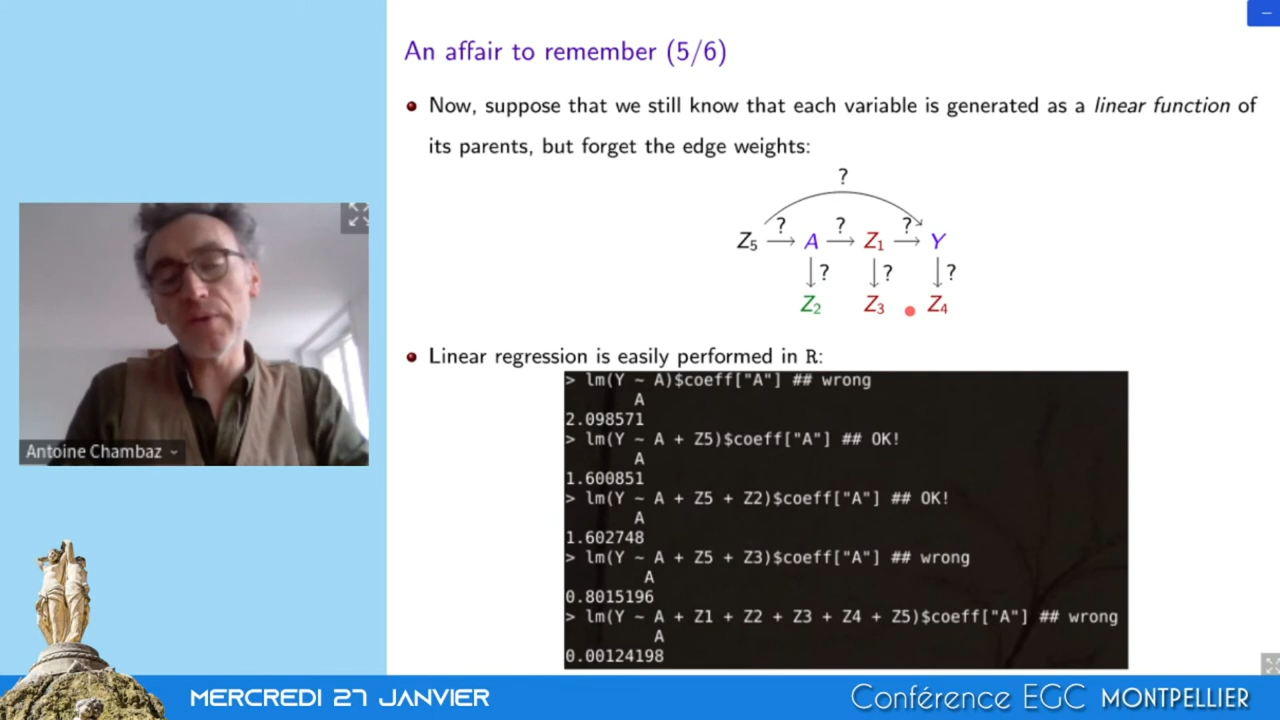 An affair to remember (5/6)
Now, suppose that we still know that each variable is generated as a linear function of
its parents, but forget the edge weights:
?
? ? ?
Z5 → A → Z1 → Y
↓? ↓? ↓?
Z2 Z3 Z4
Linear regression is easily performed in R:
> lm(Y ~ A)$coeff["A"] ## wrong
A
2.098571
> lm(Y ~ A + Z5)$coeff["A"] ## OK!
A
1.600851
> lm(Y ~ A + Z5 + Z2)$coeff["A"] ## OK!
A
1.602748
> lm(Y ~ A + Z5 + Z3)$coeff["A"] ## wrong
A
0.8015196
> lm(Y ~ A + Z1 + Z2 + Z3 + Z4 + Z5)$coeff["A"] ## wrong
A
0.00124198
Antoine Chambaz
MERCREDI 27 JANVIER
Conférence EGC MONTPELLIER